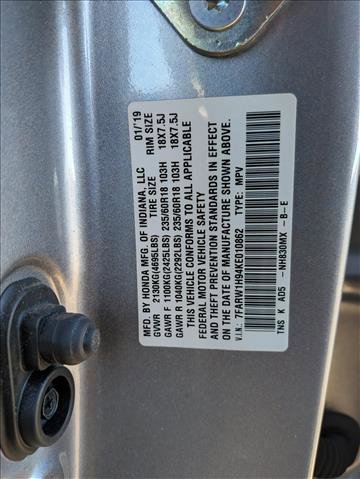 MFD. BY HONDA MFG. OF INDIANA, LLC 01/'19
GVWR 2130KG(4695LBS) TIRE SIZE RIM SIZE
GAWR F 1100KG(2425LBS) 235/60R18 103H 18X7.5J
GAWR R 1040KG(2292LBS) 235/60R18 103H 18X7.5J
THIS VEHICLE CONFORMS TO ALL APPLICABLE
FEDERAL MOTOR VEHICLE SAFETY
AND THEFT PREVENTION STANDARDS IN EFFECT
ON THE DATE OF MANUFACTURE SHOWN ABOVE.
V.I.N.: 7FARW1H94KE010862 TYPE: MPV
TNS K AD5 - NH830MX - B-E